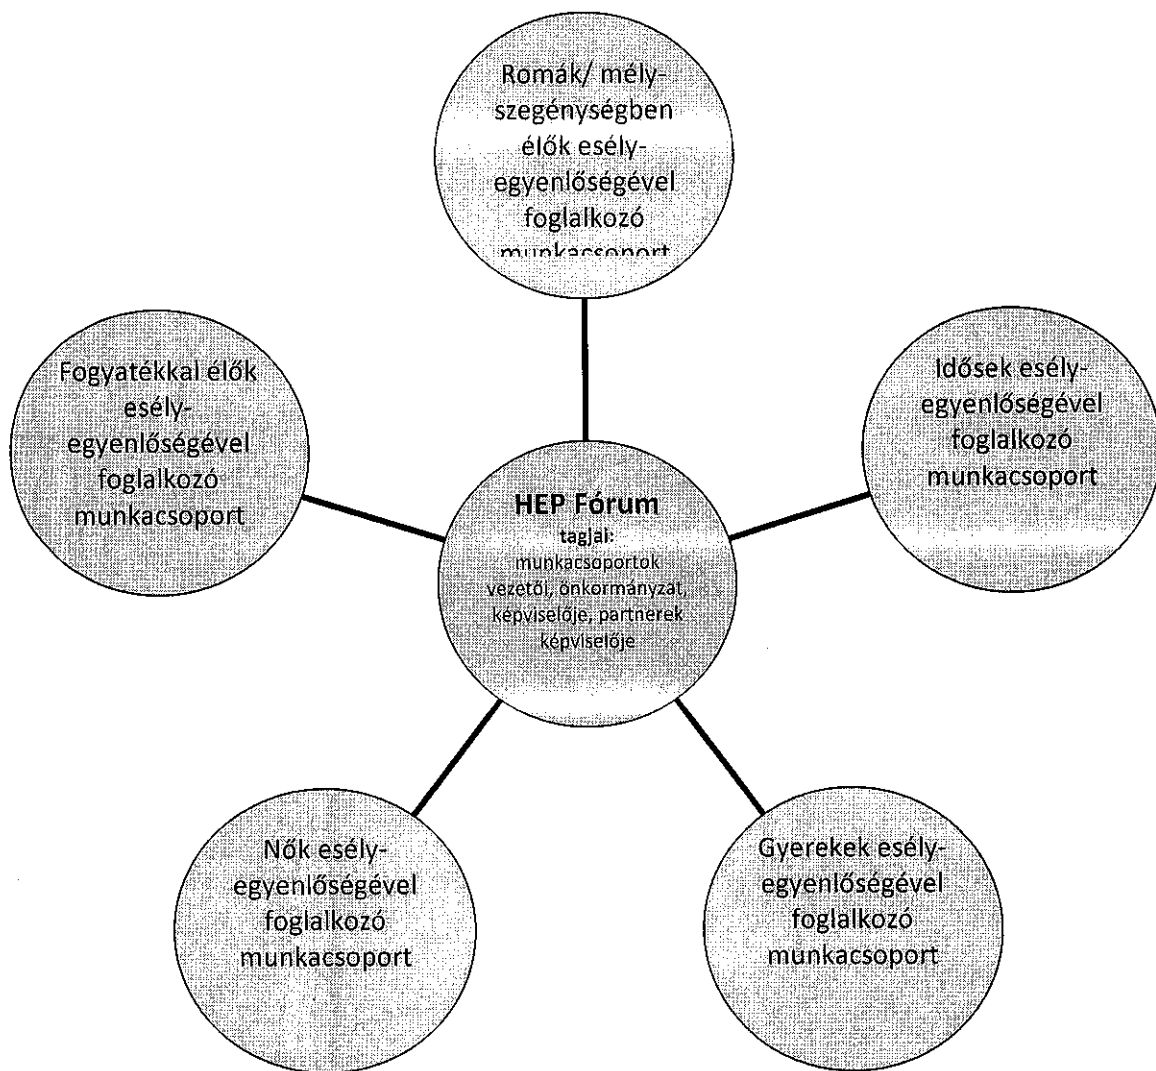 Romák/ mély-
szegénységben
élők esély-
egyenlőségével
foglalkozó
munkacsoport
Fogyatékkal élők
esély-
egyenlőségével
foglalkozó
munkacsoport
Idősek esély-
egyenlőségével
foglalkozó
munkacsoport
HEP Fórum
tagjai:
munkacsoportok
vezetői, önkormányzat,
képviselője, partnerek
képviselője
Nők esély-
egyenlőségével
foglalkozó
munkacsoport
Gyerekek esély-
egyenlőségével
foglalkozó
munkacsoport